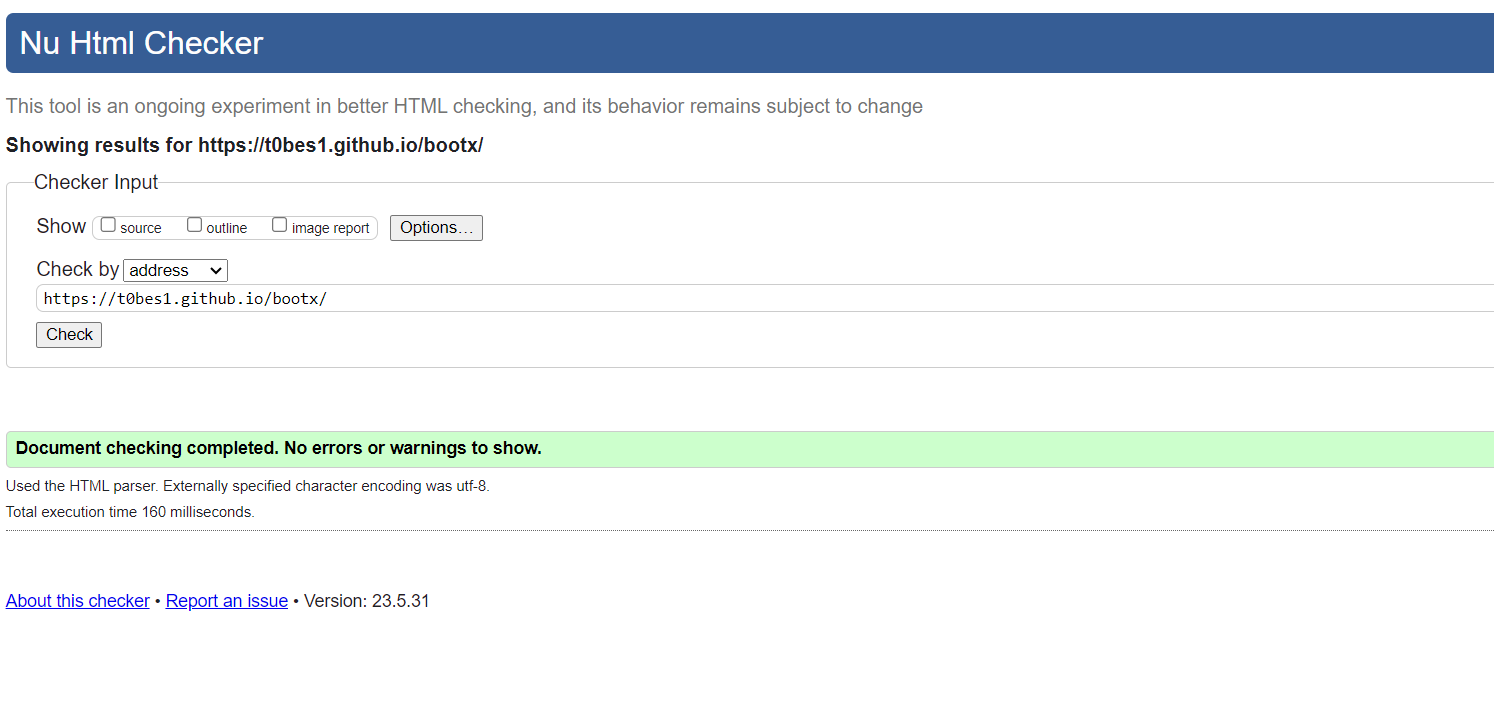 Nu Html Checker
This tool is an ongoing experiment in better HTML checking, and its behavior remains subject to change
Showing results for https://t0bes1.github.io/bootx/
Checker Input
Show source outline image report Options…
Check by address
https://t0bes1.github.io/bootx/
Check
Document checking completed. No errors or warnings to show.
Used the HTML parser. Externally specified character encoding was utf-8.
Total execution time 160 milliseconds.
About this checker • Report an issue • Version: 23.5.31